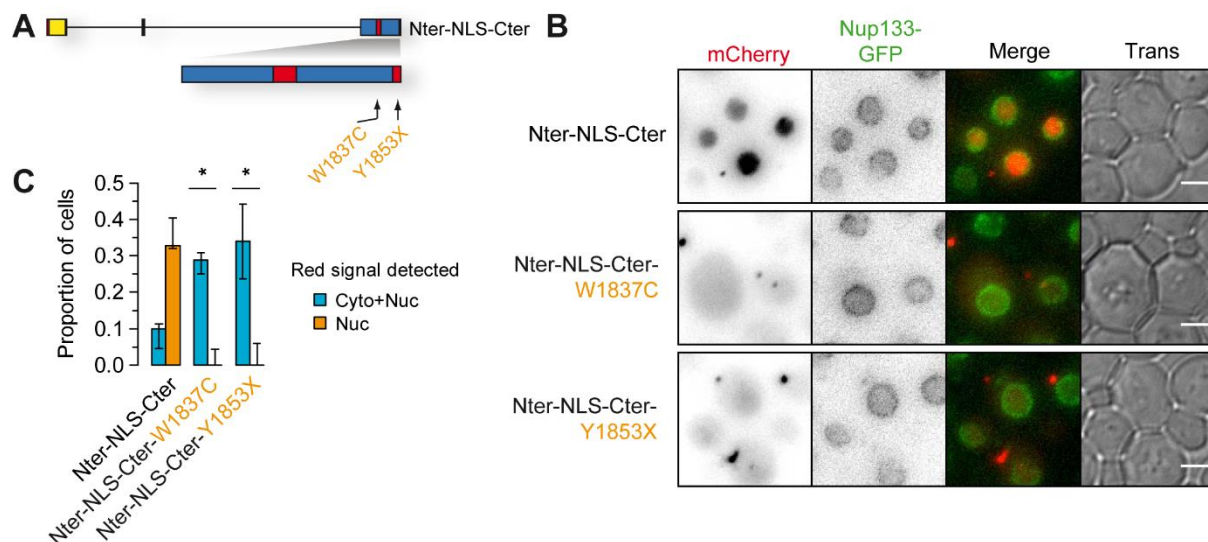 A
Nter-NLS-Cter
W1837C
Y1853X
B
mCherry
Nup133-
GFP
Merge
Trans
Nter-NLS-Cter
Nter-NLS-Cter-
W1837C
Nter-NLS-Cter-
Y1853X
C
Proportion of cells
0.5
0.4
0.3
0.2
0.1
0.0
*
*
Red signal detected
Cyto+Nuc
Nuc
Nter-NLS-Cter
Nter-NLS-Cter-W1837C
Nter-NLS-Cter-Y1853X